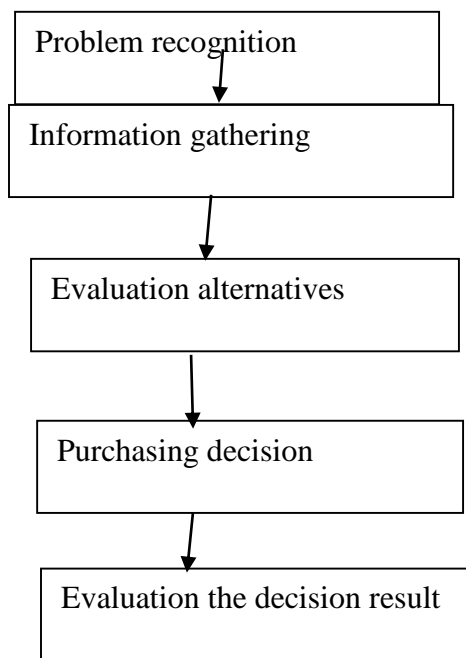 Problem recognition
Information gathering
Evaluation alternatives
Purchasing decision
Evaluation the decision result